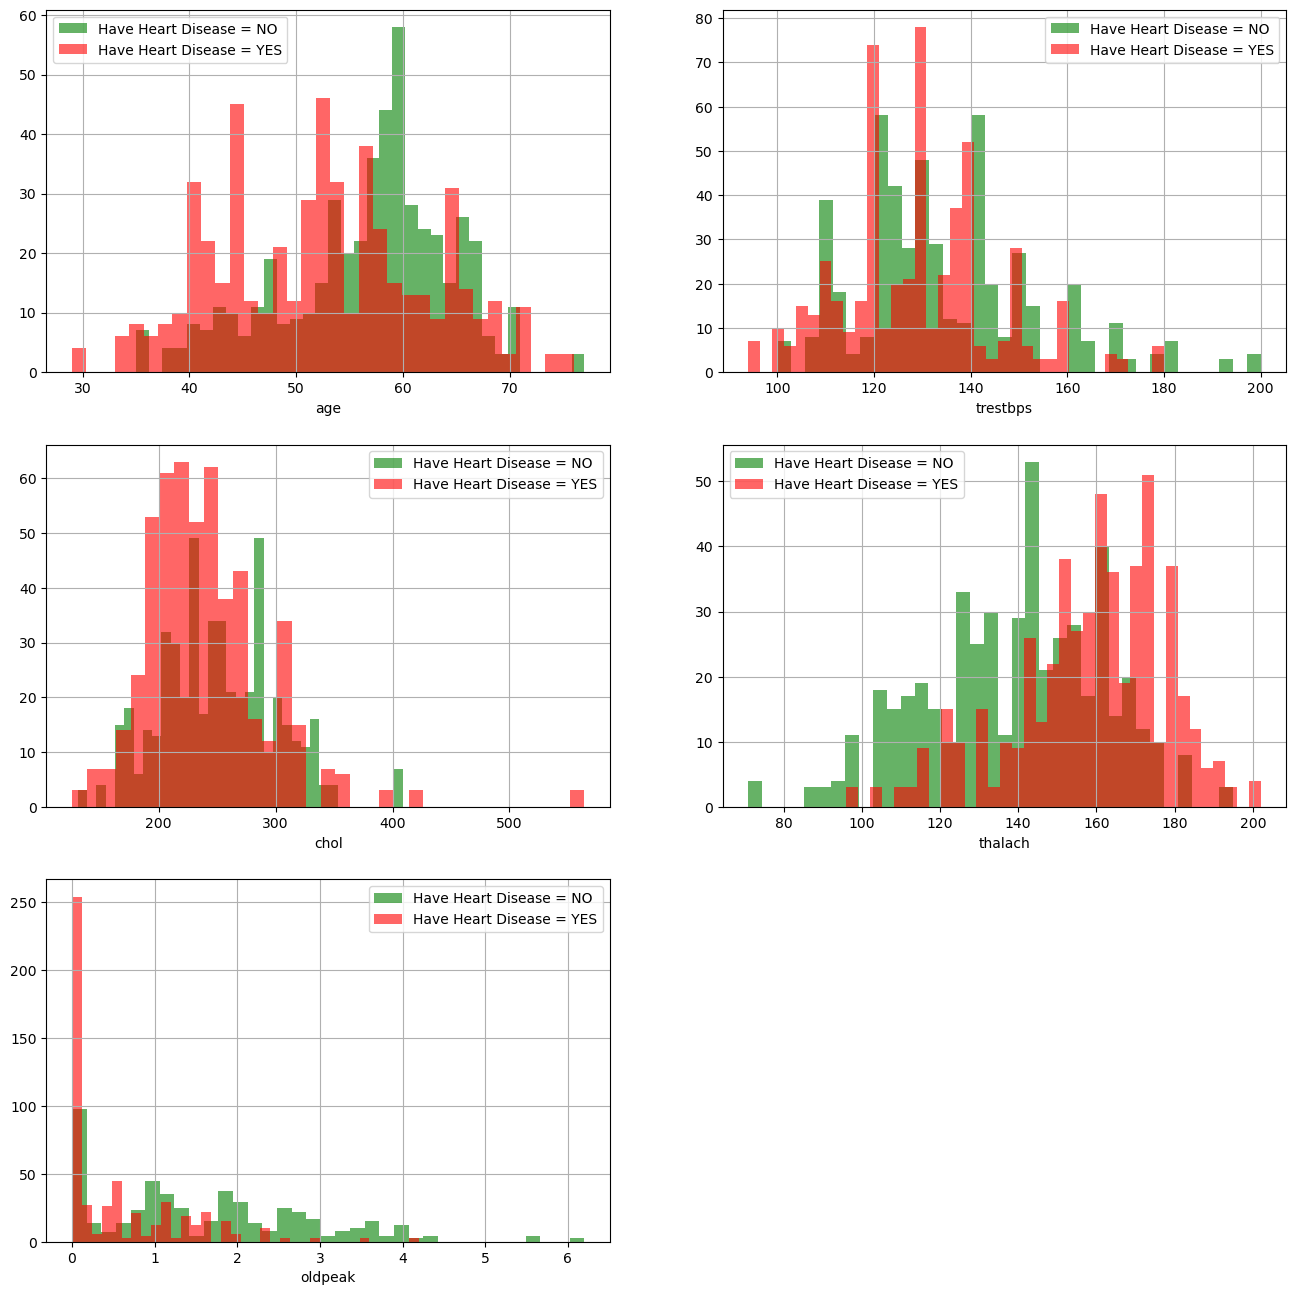 60
50
40
30
20
10
0
Have Heart Disease = NO
Have Heart Disease = YES
30 40 50 60 70
age
80
70
60
50
40
30
20
10
0
Have Heart Disease = NO
Have Heart Disease = YES
100 120 140 160 180 200
trestbps
60
50
40
30
20
10
0
Have Heart Disease = NO
Have Heart Disease = YES
200 300 400 500
chol
50
40
30
20
10
0
Have Heart Disease = NO
Have Heart Disease = YES
80 100 120 140 160 180 200
thalach
250
200
150
100
50
0
Have Heart Disease = NO
Have Heart Disease = YES
0 1 2 3 4 5 6
oldpeak